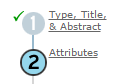 1
Type, Title,
& Abstract
2
Attributes